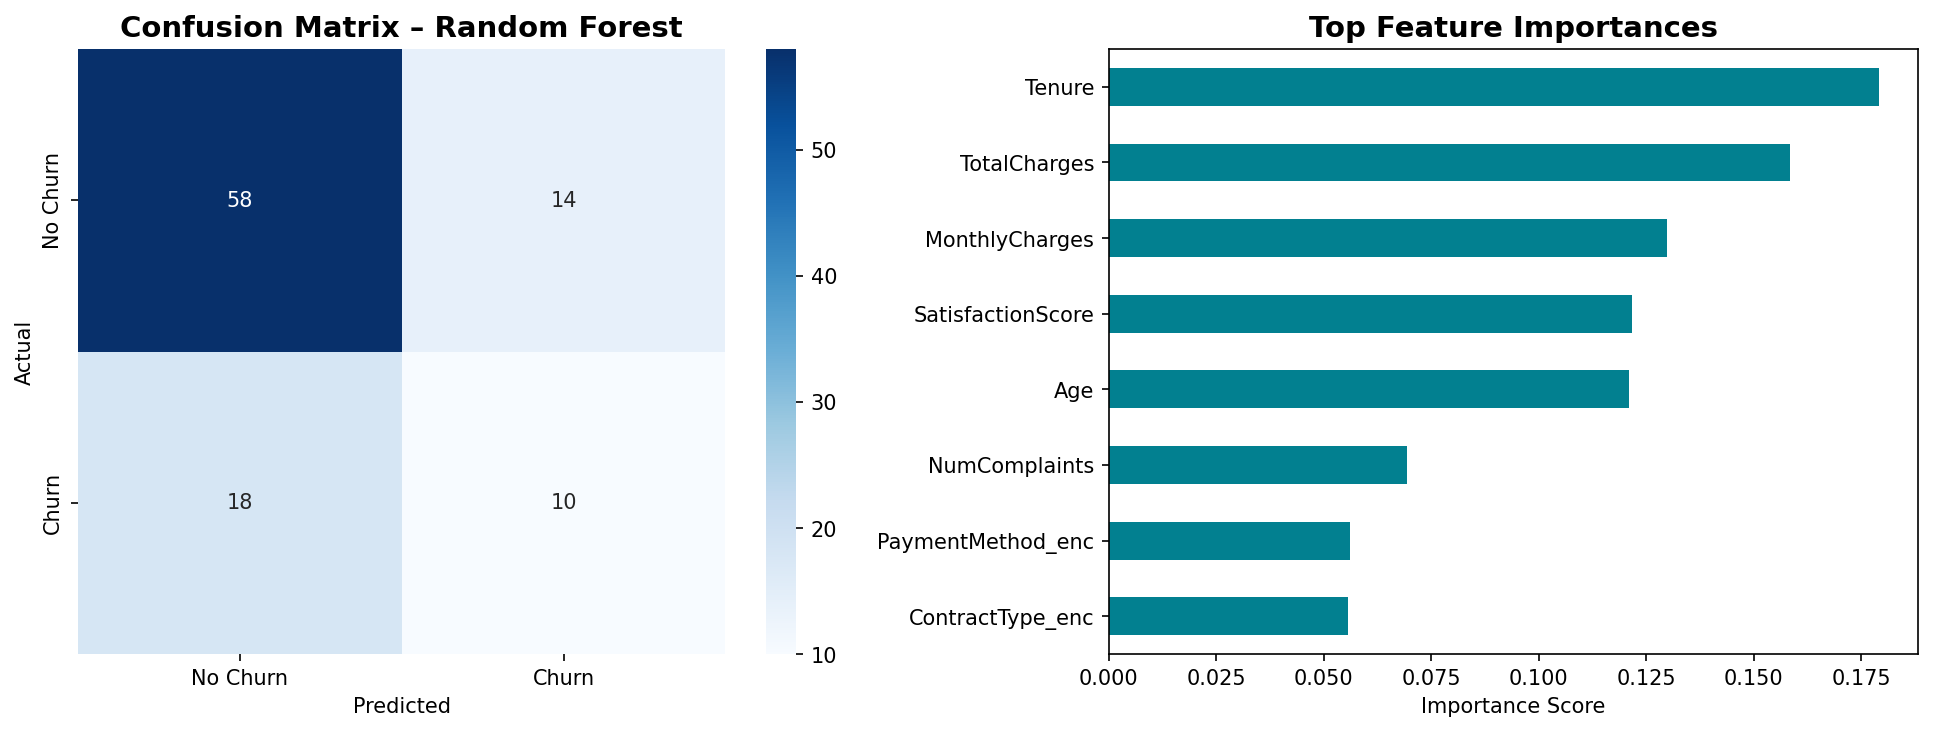 Confusion Matrix – Random Forest
No Churn
Churn
Actual
58
14
18
10
No Churn
Churn
Predicted
50
40
30
20
10
Top Feature Importances
Tenure
TotalCharges
MonthlyCharges
SatisfactionScore
Age
NumComplaints
PaymentMethod_enc
ContractType_enc
0.000 0.025 0.050 0.075 0.100 0.125 0.150 0.175
Importance Score